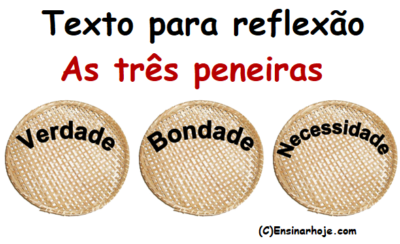 Texto para reflexão
As três peneiras
Verdade
Bondade
Necessidade
(C)Ensinarhoje.com